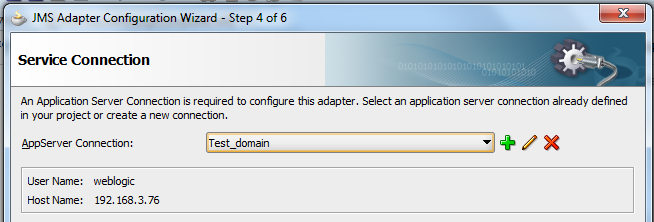 JMS Adapter Configuration Wizard - Step 4 of 6
Service Connection
An Application Server Connection is required to configure this adapter. Select an application server connection already defined
in your project or create a new connection.
AppServer Connection: Test_domain
User Name: weblogic
Host Name: 192.168.3.76